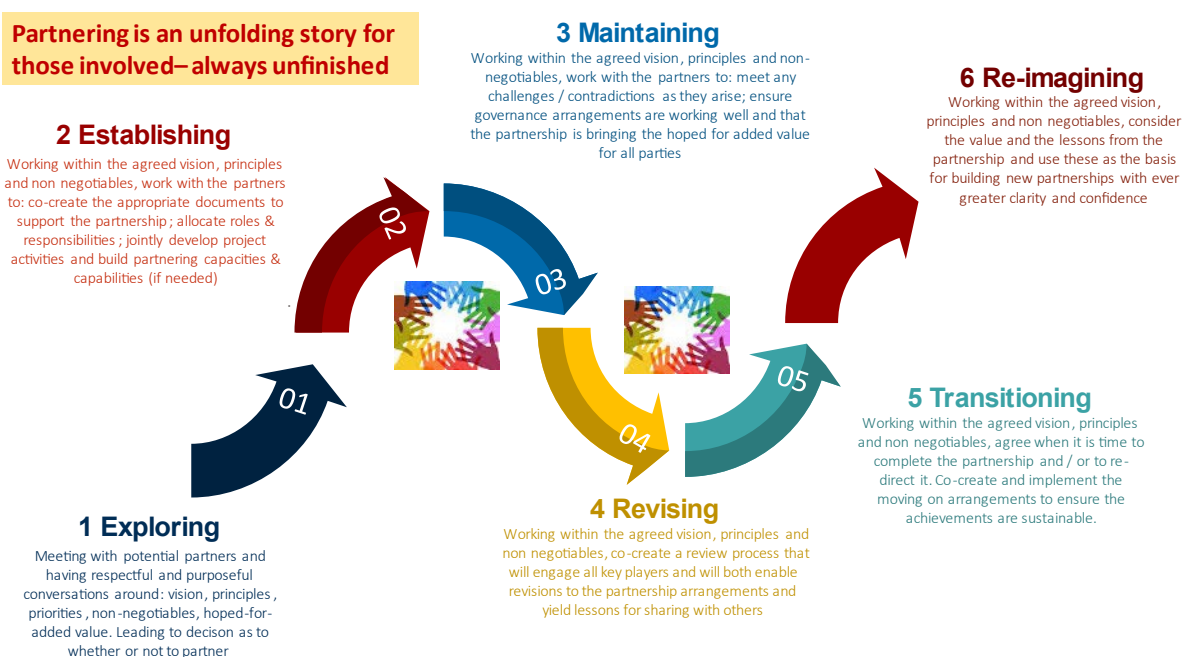 Partnering is an unfolding story for
those involved– always unfinished
2 Establishing
Working within the agreed vision, principles
and non negotiables, work with the partners
to: co-create the appropriate documents to
support the partnership; allocate roles &
responsibilities; jointly develop project
activities and build partnering capacities &
capabilities (if needed)
3 Maintaining
Working within the agreed vision, principles and non-
negotiables, work with the partners to: meet any
challenges / contradictions as they arise; ensure
governance arrangements are working well and that
the partnership is bringing the hoped for added value
for all parties
6 Re-imagining
Working within the agreed vision,
principles and non negotiables, consider
the value and the lessons from the
partnership and use these as the basis
for building new partnerships with ever
greater clarity and confidence
02
03
01
04
05
1 Exploring
Meeting with potential partners and
having respectful and purposeful
conversations around: vision, principles,
priorities, non-negotiables, hoped-for-
added value. Leading to decison as to
whether or not to partner
4 Revising
Working within the agreed vision, principles and
non negotiables, co-create a review process that
will engage all key players and will both enable
revisions to the partnership arrangements and
yield lessons for sharing with others
5 Transitioning
Working within the agreed vision, principles
and non negotiables, agree when it is time to
complete the partnership and / or to re-
direct it. Co-create and implement the
moving on arrangements to ensure the
achievements are sustainable.